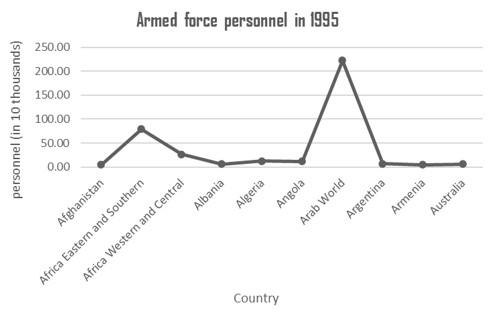 Armed force personnel in 1995
personnel (in 10 thousands)
250.00
200.00
150.00
100.00
50.00
0.00
Afghanistan
Africa Eastern and Southern
Africa Western and Central
Albania
Algeria
Angola
Arab World
Argentina
Armenia
Australia
Country